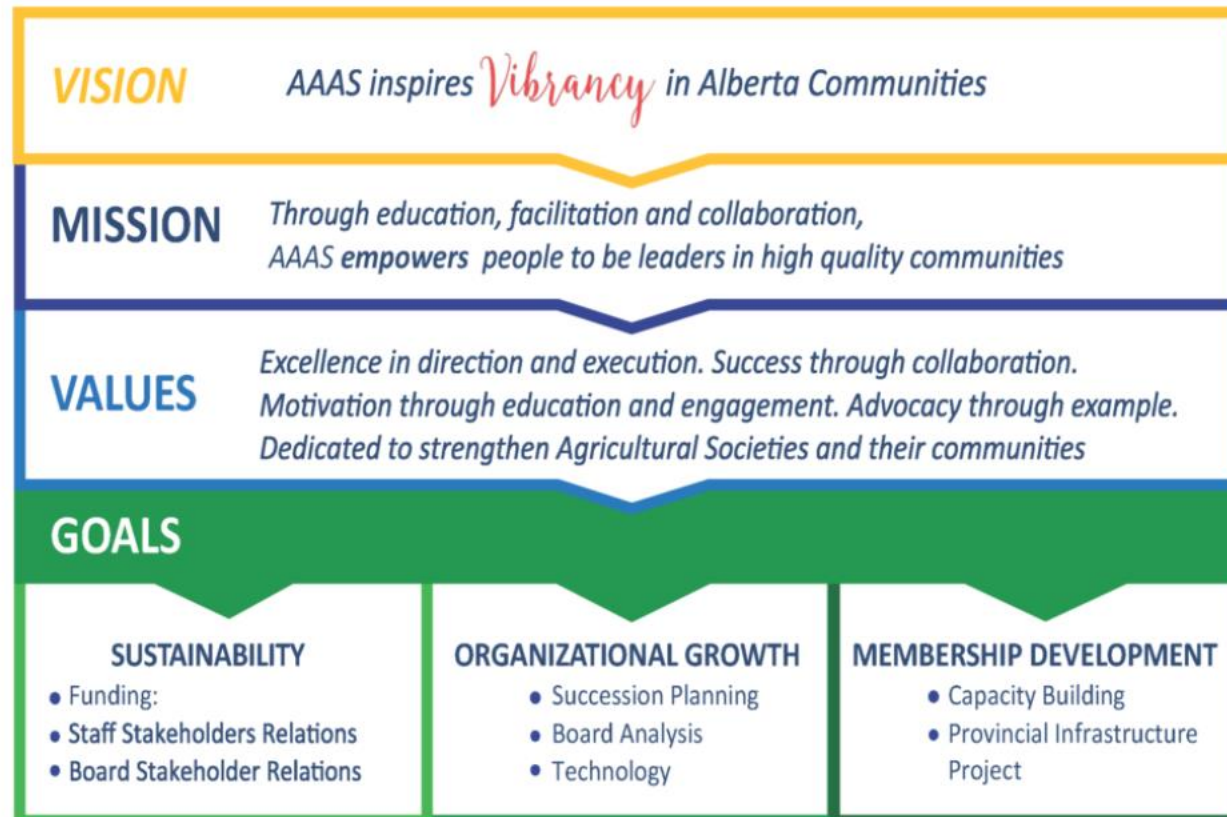 VISION
AAAS inspires Vibrancy in Alberta Communities
MISSION
Through education, facilitation and collaboration,
AAAS empowers people to be leaders in high quality communities
VALUES
Excellence in direction and execution. Success through collaboration.
Motivation through education and engagement. Advocacy through example.
Dedicated to strengthen Agricultural Societies and their communities
GOALS
SUSTAINABILITY
• Funding:
• Staff Stakeholders Relations
• Board Stakeholder Relations
ORGANIZATIONAL GROWTH
• Succession Planning
• Board Analysis
• Technology
MEMBERSHIP DEVELOPMENT
• Capacity Building
• Provincial Infrastructure
Project